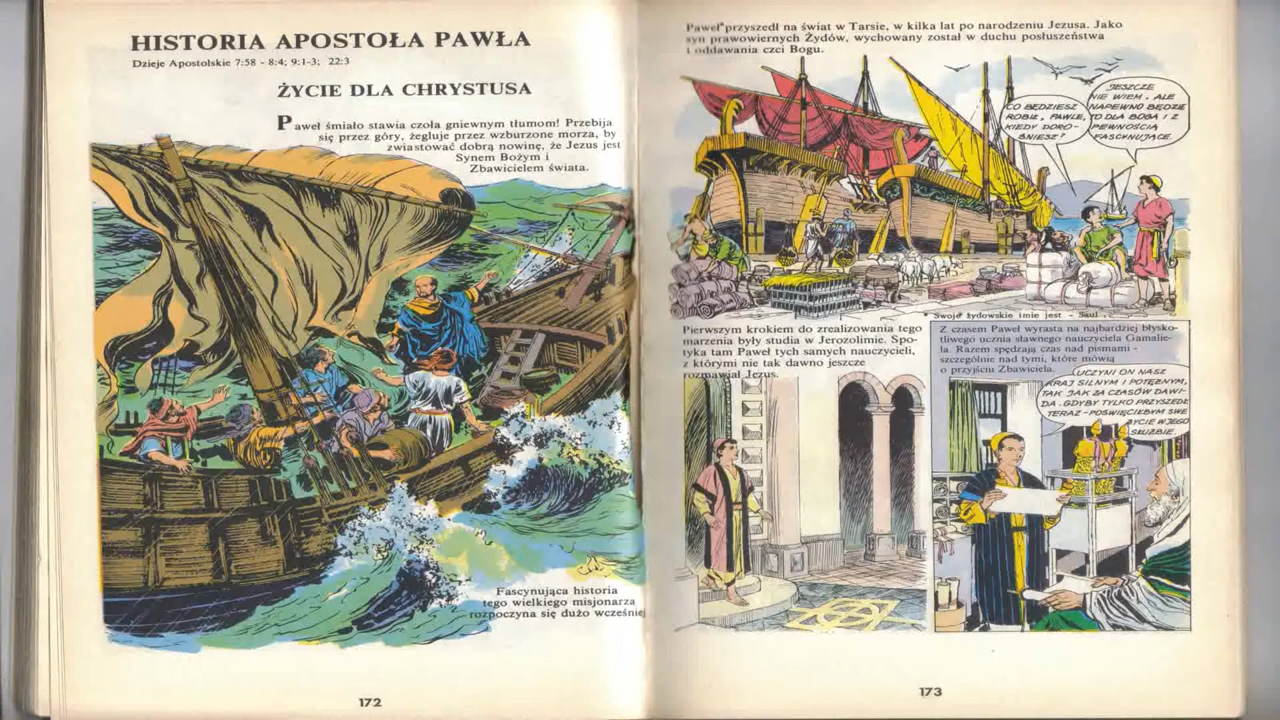 HISTORIA APOSTOŁA PAWŁA
Dzieje Apostolskie 7:58 - 8:4; 9:1-3; 22:3
ŻYCIE DLA CHRYSTUSA
Paweł śmiało stawia czoła gniewnym tłumom! Przebija
się przez góry, żegluje przez wzburzone morza, by
zwiastować dobrą nowinę, że Jezus jest
Synem Bożym i
Zbawicielem świata.
Fascynująca historia
tego wielkiego misjonarza
rozpoczyna się dużo wcześniej
172
Paweł* przyszedł na świat w Tarsie, w kilka lat po narodzeniu Jezusa. Jako
syn prawowiernych Żydów, wychowany został w duchu posłuszeństwa
i oddawania czci Bogu.
CO BĘDZIESZ
ROBIŁ, PAWLE,
KIEDY DORO-
ŚNIESZ?
JESZCZE
NIE WIEM. ALE
NAPEWNO BĘDZIE
TO DLA BOGA I Z
PEWNOŚCIĄ
FASCYNUJĄCE.
* Swoje żydowskie imie jest - Saul
Pierwszym krokiem do zrealizowania tego
marzenia były studia w Jerozolimie. Spo-
tyka tam Paweł tych samych nauczycieli,
z którymi nie tak dawno jeszcze
rozmawiał Jezus.
Z czasem Paweł wyrasta na najbardziej błysko-
tliwego ucznia sławnego nauczyciela Gamalie-
la. Razem spędzają czas nad pismami -
szczególnie nad tymi, które mówią
o przyjściu Zbawiciela.
UCZYNI ON NASZ
KRAJ SILNYM I POTĘŻNYM,
TAK JAK ZA CZASÓW DAWI-
DA. GDYBY TYLKO PRZYSZEDŁ
TERAZ - POŚWIĘCIŁBYM SWE
ŻYCIE W JEGO
SŁUŻBIE.
173